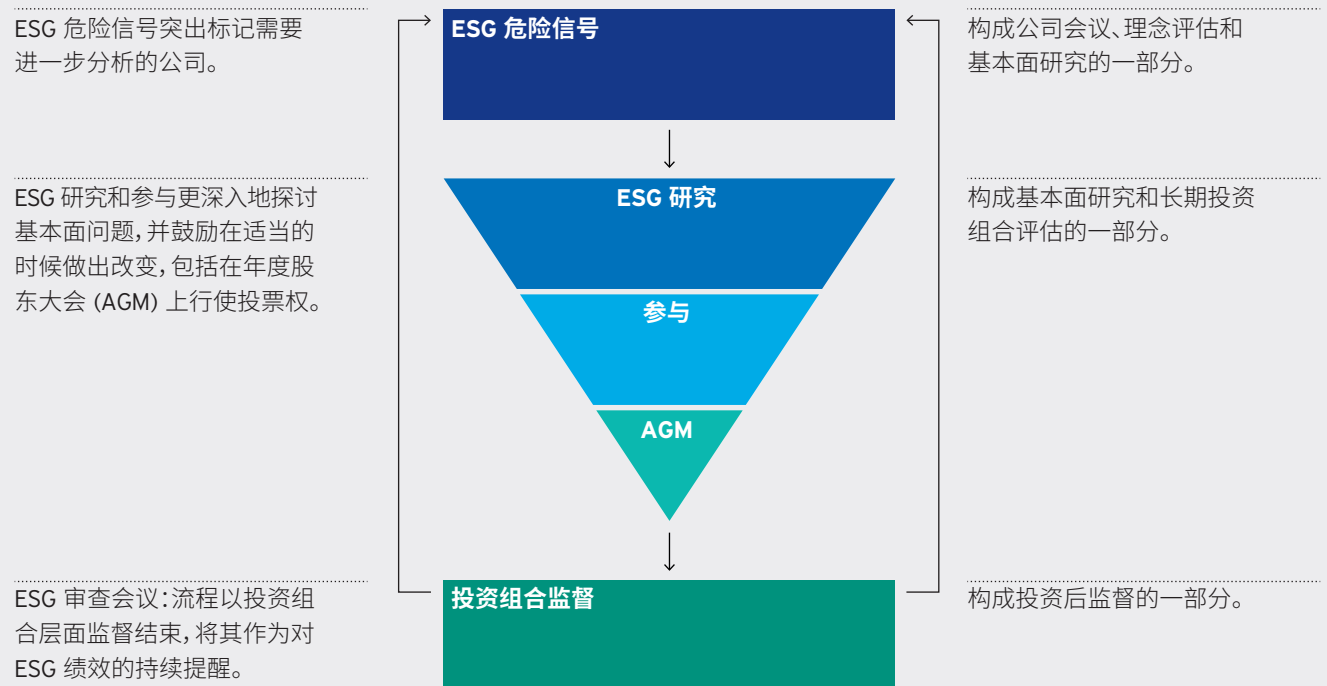 ESG 危险信号突出标记需要
进一步分析的公司。
ESG 危险信号
构成公司会议、理念评估和
基本面研究的一部分。
ESG 研究和参与更深入地探讨
基本面问题，并鼓励在适当的
时候做出改变，包括在年度股
东大会 (AGM) 上行使投票权。
ESG 研究
参与
AGM
构成基本面研究和长期投资
组合评估的一部分。
ESG 审查会议：流程以投资组
合层面监督结束，将其作为对
ESG 绩效的持续提醒。
投资组合监督
构成投资后监督的一部分。